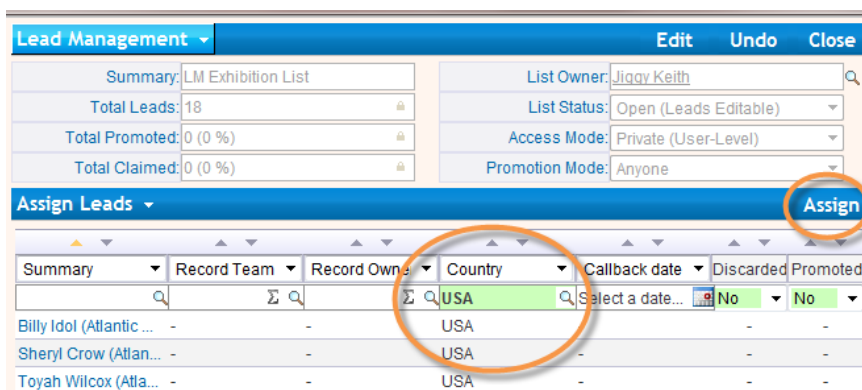 Lead Management Edit Undo Close
Summary: LM Exhibition List List Owner: Jiggy Keith
Total Leads: 18 List Status: Open (Leads Editable)
Total Promoted: 0 (0 %) Access Mode: Private (User-Level)
Total Claimed: 0 (0 %) Promotion Mode: Anyone
Assign Leads Assign
Summary Record Team Record Owne Country Callback date Discarded Promoted
Σ Σ USA Select a date... No No
Billy Idol (Atlantic ... - - USA - -
Sheryl Crow (Atlan... - - USA - - -
Toyah Wilcox (Atla... - - USA - - -